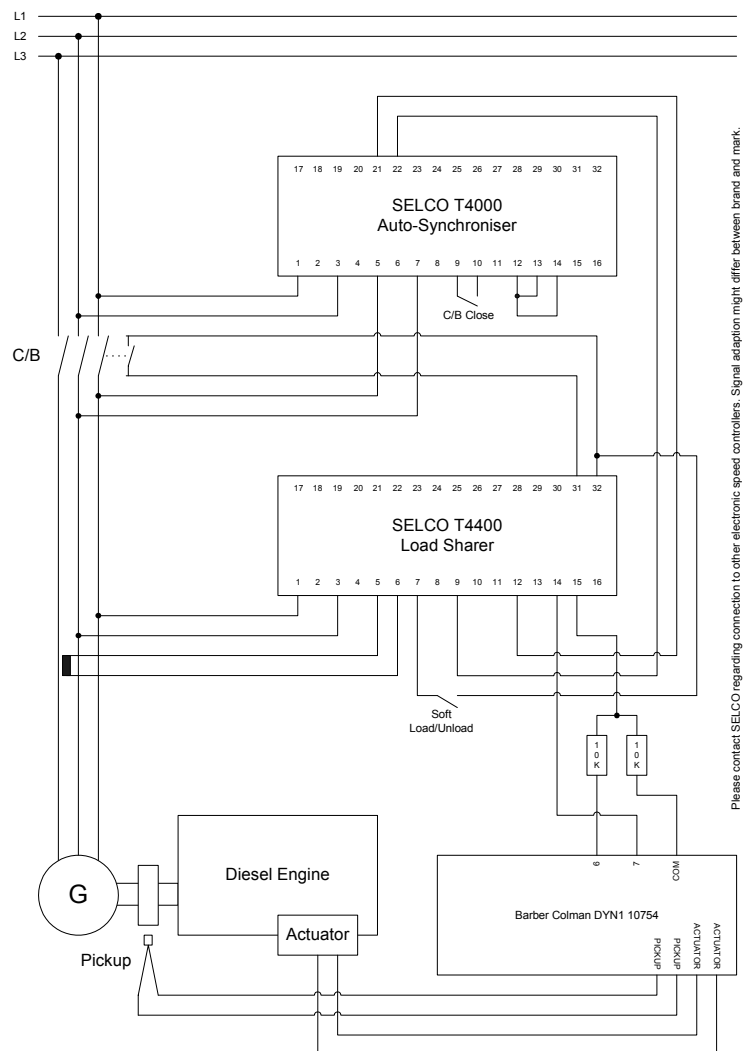 L1
L2
L3
17 18 19 20 21 22 23 24 25 26 27 28 29 30 31 32
SELCO T4000
Auto-Synchroniser
1 2 3 4 5 6 7 8 9 10 11 12 13 14 15 16
C/B Close
C/B
17 18 19 20 21 22 23 24 25 26 27 28 29 30 31 32
SELCO T4400
Load Sharer
1 2 3 4 5 6 7 8 9 10 11 12 13 14 15 16
Soft
Load/Unload
10K
10K
6
7
COM
Barber Colman DYN1 10754
PICKUP
PICKUP
ACTUATOR
ACTUATOR
G
Diesel Engine
Actuator
Pickup
Please contact SELCO regarding connection to other electronic speed controllers. Signal adaption might differ between brand and mark.